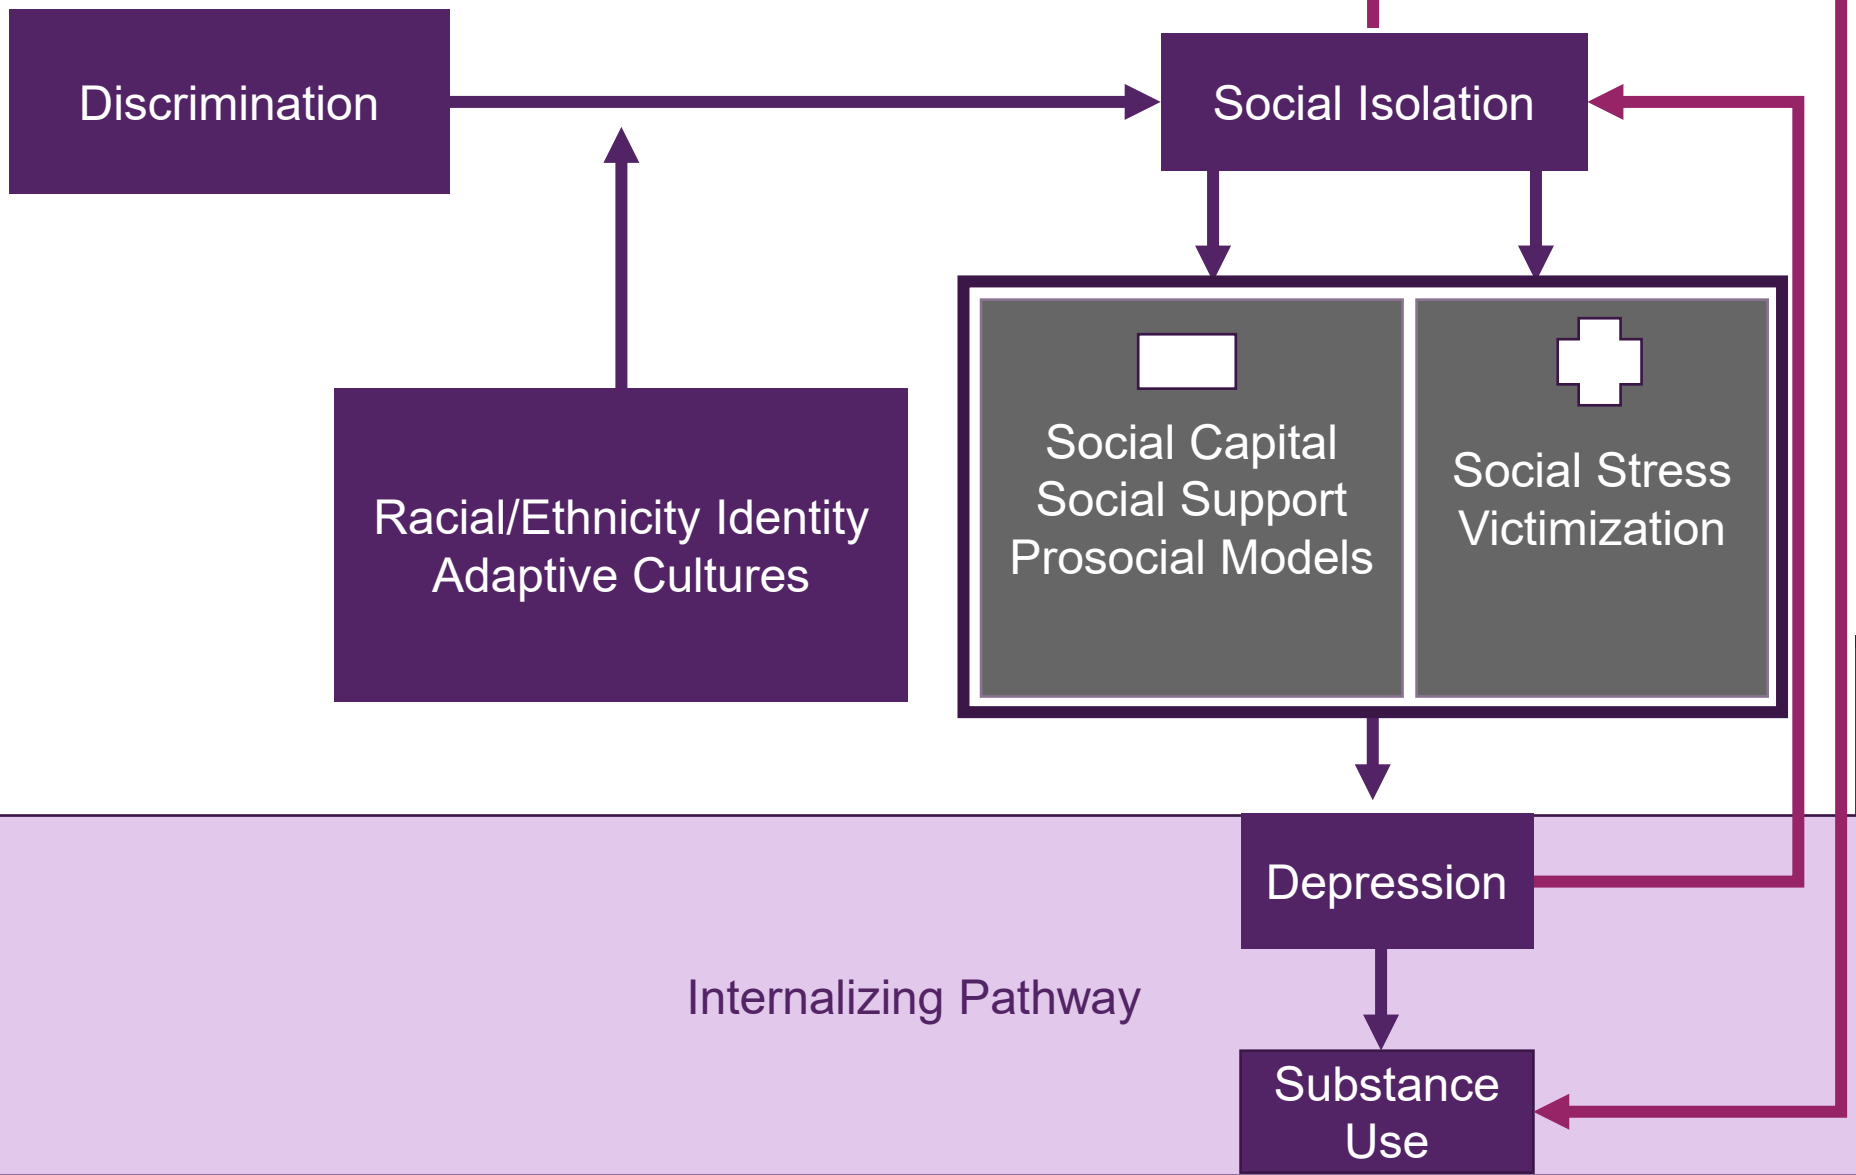 Discrimination
Social Isolation
Racial/Ethnicity Identity
Adaptive Cultures
Social Capital
Social Support
Prosocial Models
Social Stress
Victimization
Depression
Internalizing Pathway
Substance
Use